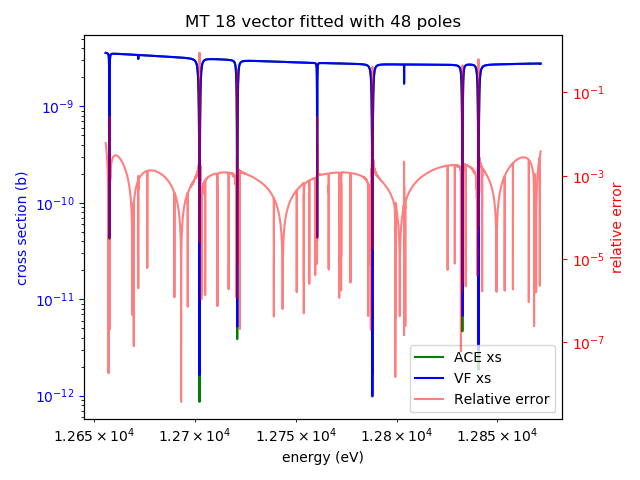 MT 18 vector fitted with 48 poles
10⁻⁹
10⁻¹⁰
10⁻¹¹
10⁻¹²
cross section (b)
10⁻¹
10⁻³
10⁻⁵
10⁻⁷
relative error
ACE xs
VF xs
Relative error
1.265 × 10⁴ 1.27 × 10⁴ 1.275 × 10⁴ 1.28 × 10⁴ 1.285 × 10⁴
energy (eV)